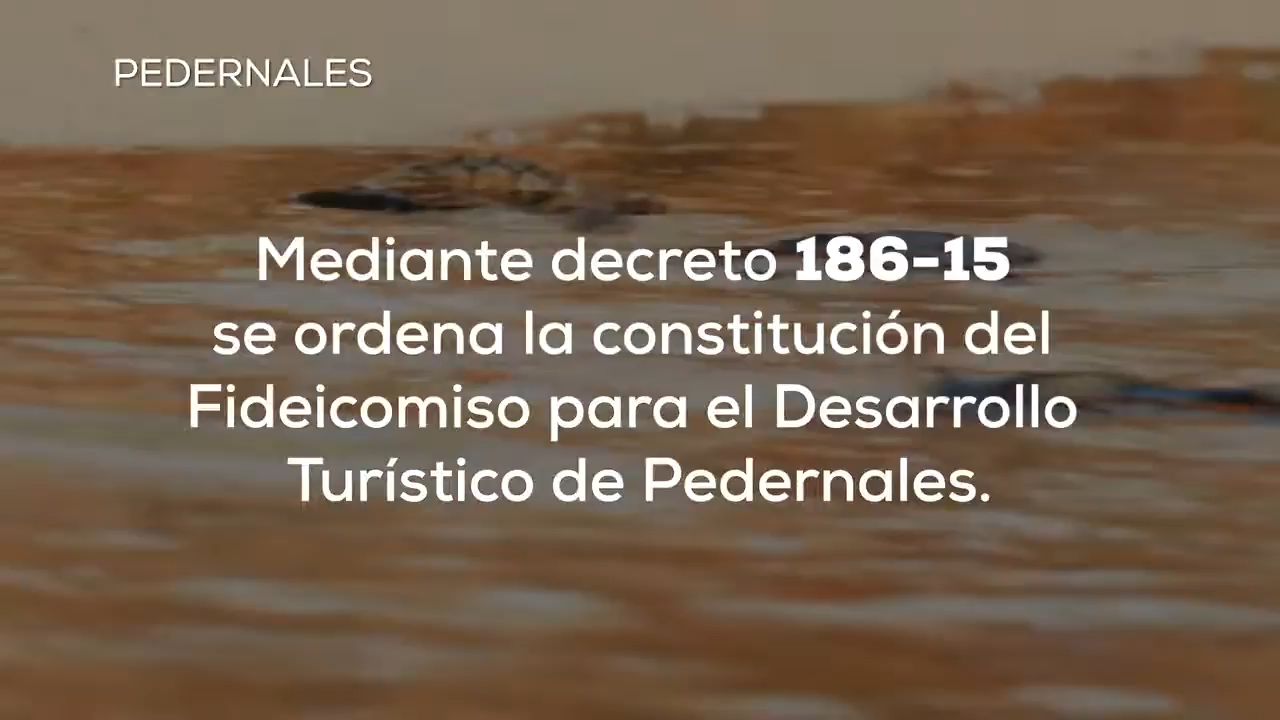 PEDERNALES
Mediante decreto 186-15
se ordena la constitución del
Fideicomiso para el Desarrollo
Turístico de Pedernales.